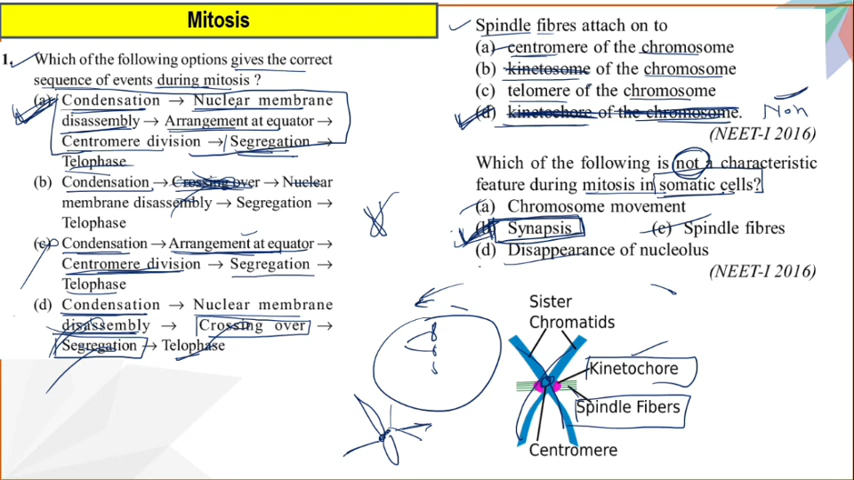 Mitosis
1. Which of the following options gives the correct
sequence of events during mitosis ?
(a) Condensation → Nuclear membrane
disassembly → Arrangement at equator →
Centromere division → Segregation →
Telophase
(b) Condensation → Crossing over → Nuclear
membrane disassembly → Segregation →
Telophase
(c) Condensation → Arrangement at equator →
Centromere division → Segregation →
Telophase
(d) Condensation → Nuclear membrane
disassembly → Crossing over →
Segregation → Telophase
Spindle fibres attach on to
(a) centromere of the chromosome
(b) kinetosome of the chromosome
(c) telomere of the chromosome
(d) kinetochore of the chromosome.
(NEET-I 2016)
Which of the following is not a characteristic
feature during mitosis in somatic cells?
(a) Chromosome movement
(b) Synapsis (c) Spindle fibres
(d) Disappearance of nucleolus
(NEET-I 2016)
Sister
Chromatids
Kinetochore
Spindle Fibers
Centromere